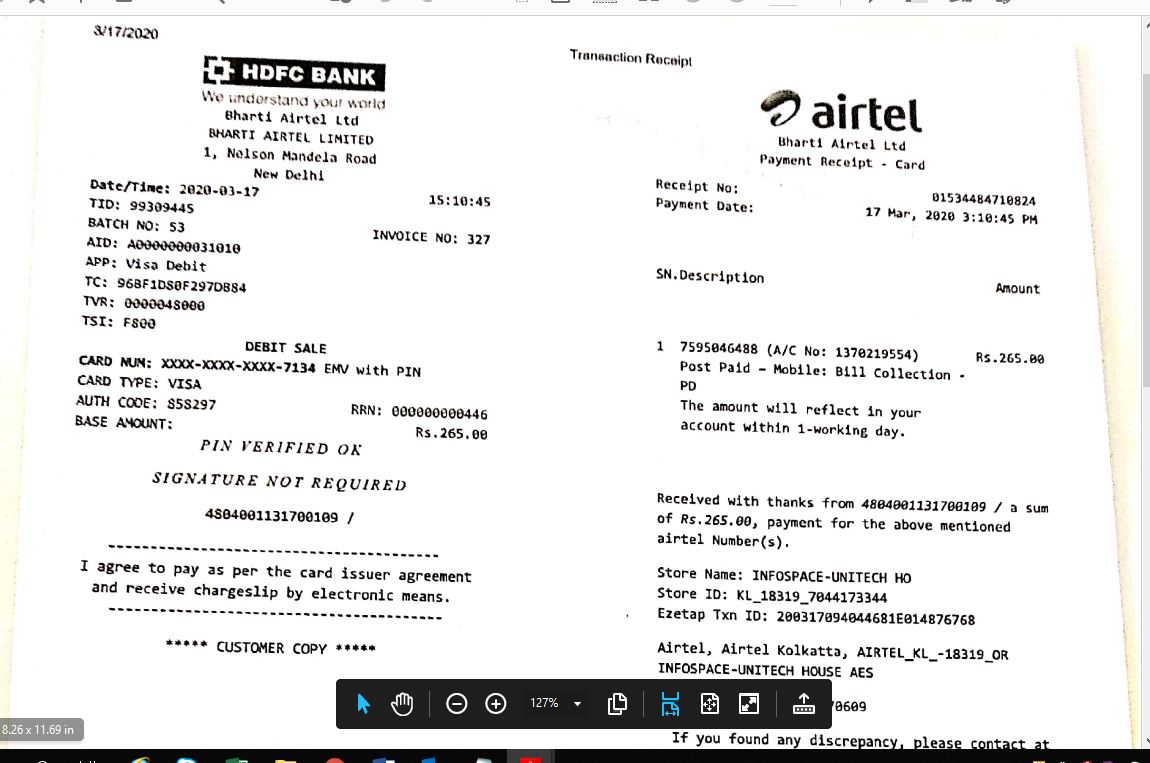 3/17/2020
HDFC BANK
We understand your world
Bharti Airtel Ltd
BHARTI AIRTEL LIMITED
1, Nelson Mandela Road
New Delhi
Date/Time: 2020-03-17 15:10:45
TID: 99309445
BATCH NO: 53 INVOICE NO: 327
AID: A0000000031010
APP: Visa Debit
TC: 968F1D80F297D884
TVR: 0000048000
TSI: F800
DEBIT SALE
CARD NUM: XXXX-XXXX-XXXX-7134 EMV with PIN
CARD TYPE: VISA
AUTH CODE: 858297 RRN: 000000000446
BASE AMOUNT: Rs.265.00
PIN VERIFIED OK
SIGNATURE NOT REQUIRED
4804001131700109 /
I agree to pay as per the card issuer agreement
and receive chargeslip by electronic means.
***** CUSTOMER COPY *****
Transaction Receipt
airtel
Bharti Airtel Ltd
Payment Receipt - Card
Receipt No: 01534484710824
Payment Date: 17 Mar, 2020 3:10:45 PM
SN.Description Amount
1 7595046488 (A/C No: 1370219554) Rs.265.00
Post Paid - Mobile: Bill Collection -
PD
The amount will reflect in your
account within 1-working day.
Received with thanks from 4804001131700109 / a sum
of Rs.265.00, payment for the above mentioned
airtel Number(s).
Store Name: INFOSPACE-UNITECH HO
Store ID: KL_18319_7044173344
Ezetap Txn ID: 200317094044681E014876768
Airtel, Airtel Kolkatta, AIRTEL_KL_-18319_OR
INFOSPACE-UNITECH HOUSE AES
70609
If you found any discrepancy, please contact at
127%
8.26 x 11.69 in